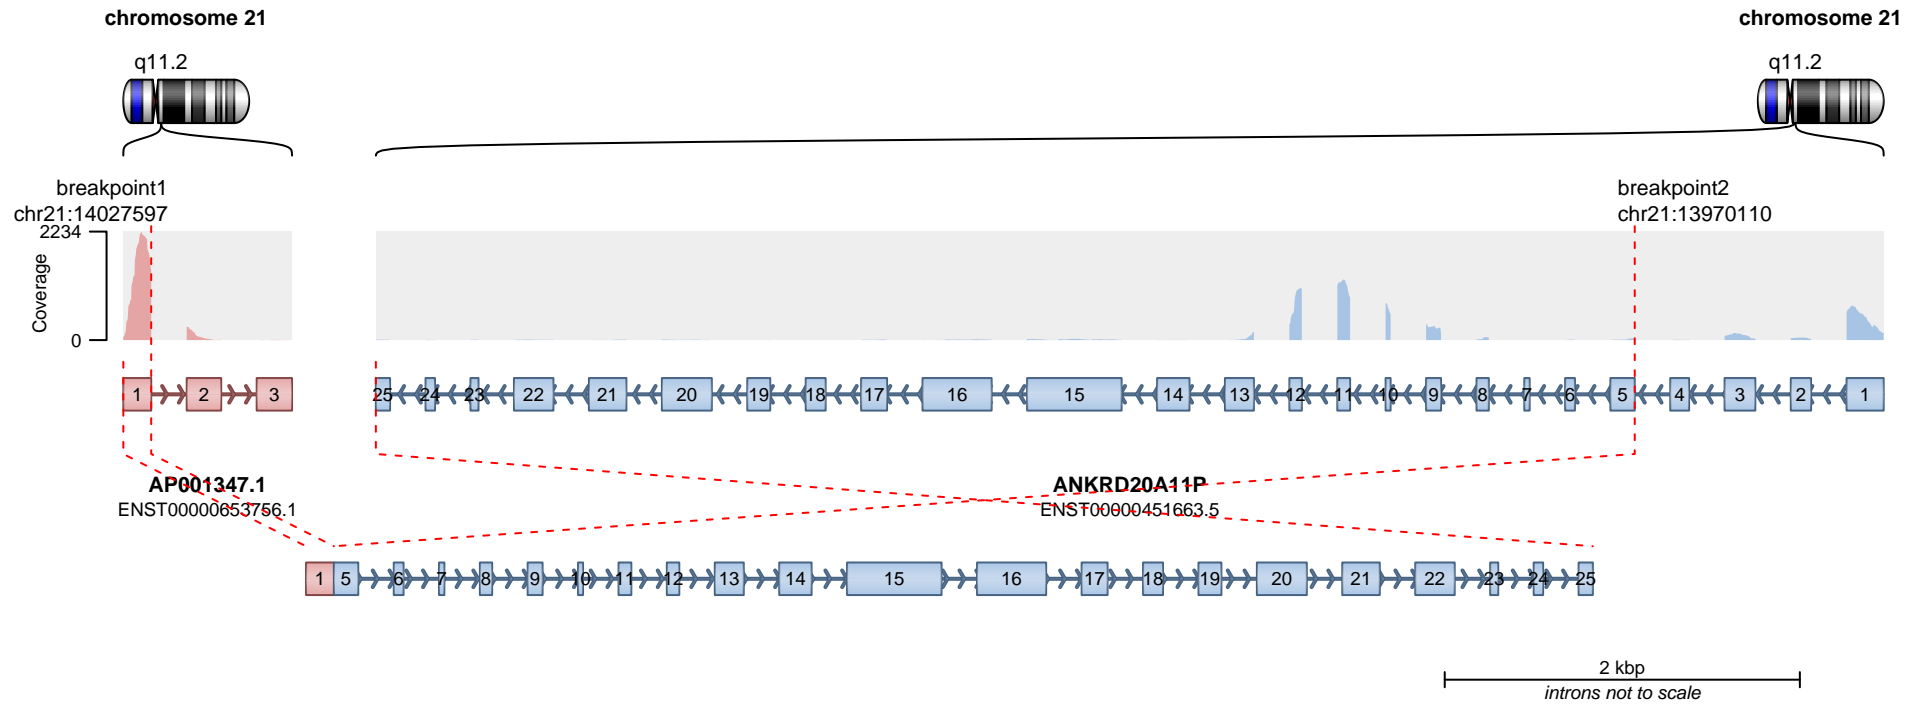 chromosome 21
chromosome 21
q11.2
q11.2
breakpoint1
chr21:14027597
breakpoint2
chr21:13970110
2234
Coverage
0
1 2 3
25 24 23 22 21 20 19 18 17 16 15 14 13 12 11 10 9 8 7 6 5 4 3 2 1
AP001347.1
ENST00000653756.1
ANKRD20A11P
ENST00000451663.5
1 5 6 7 8 9 10 11 12 13 14 15 16 17 18 19 20 21 22 23 24 25
2 kbp
introns not to scale